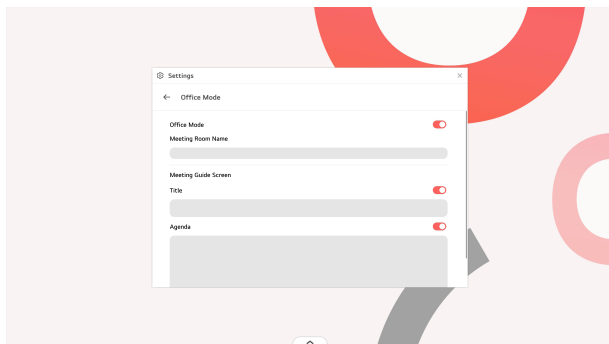 Settings
Office Mode
Office Mode
Meeting Room Name
Meeting Guide Screen
Title
Agenda